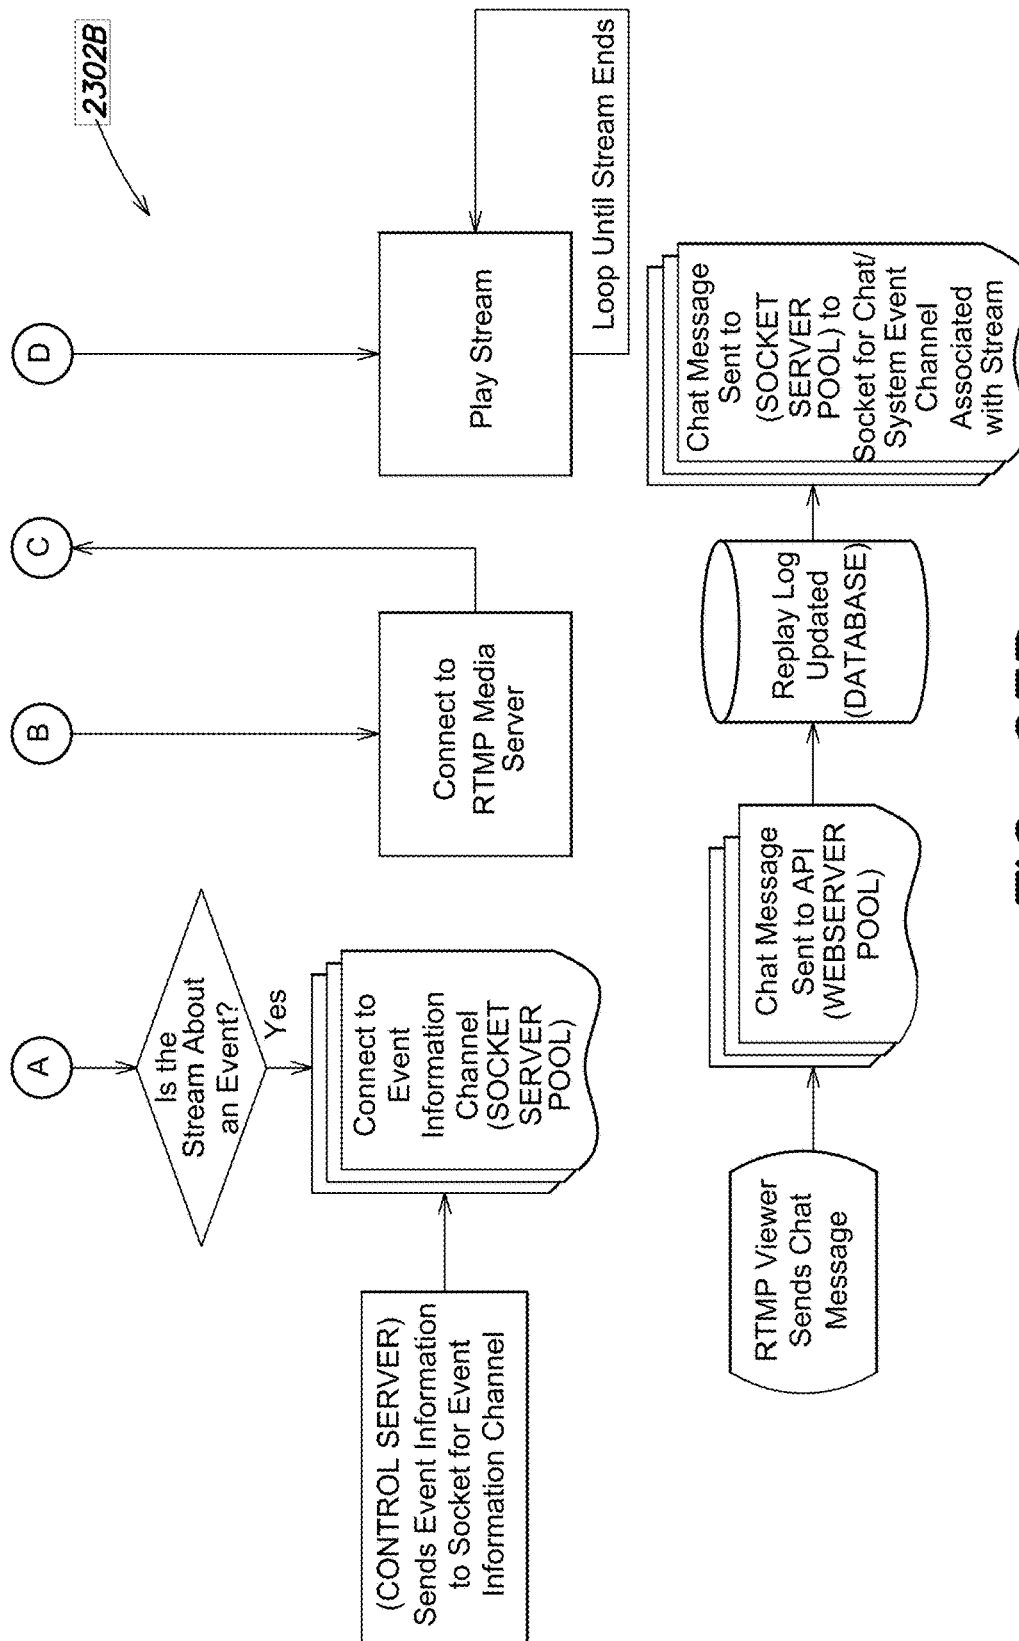 A
B
C
D
2302B
Is the
Stream About
an Event?
Yes
Connect to
RTMP Media
Server
Play Stream
Loop Until Stream Ends
(CONTROL SERVER)
Sends Event Information
to Socket for Event
Information Channel
Connect to
Event
Information
Channel
(SOCKET
SERVER
POOL)
RTMP Viewer
Sends Chat
Message
Chat Message
Sent to API
(WEBSERVER
POOL)
Replay Log
Updated
(DATABASE)
Chat Message
Sent to
(SOCKET
SERVER
POOL) to
Socket for Chat/
System Event
Channel
Associated
with Stream